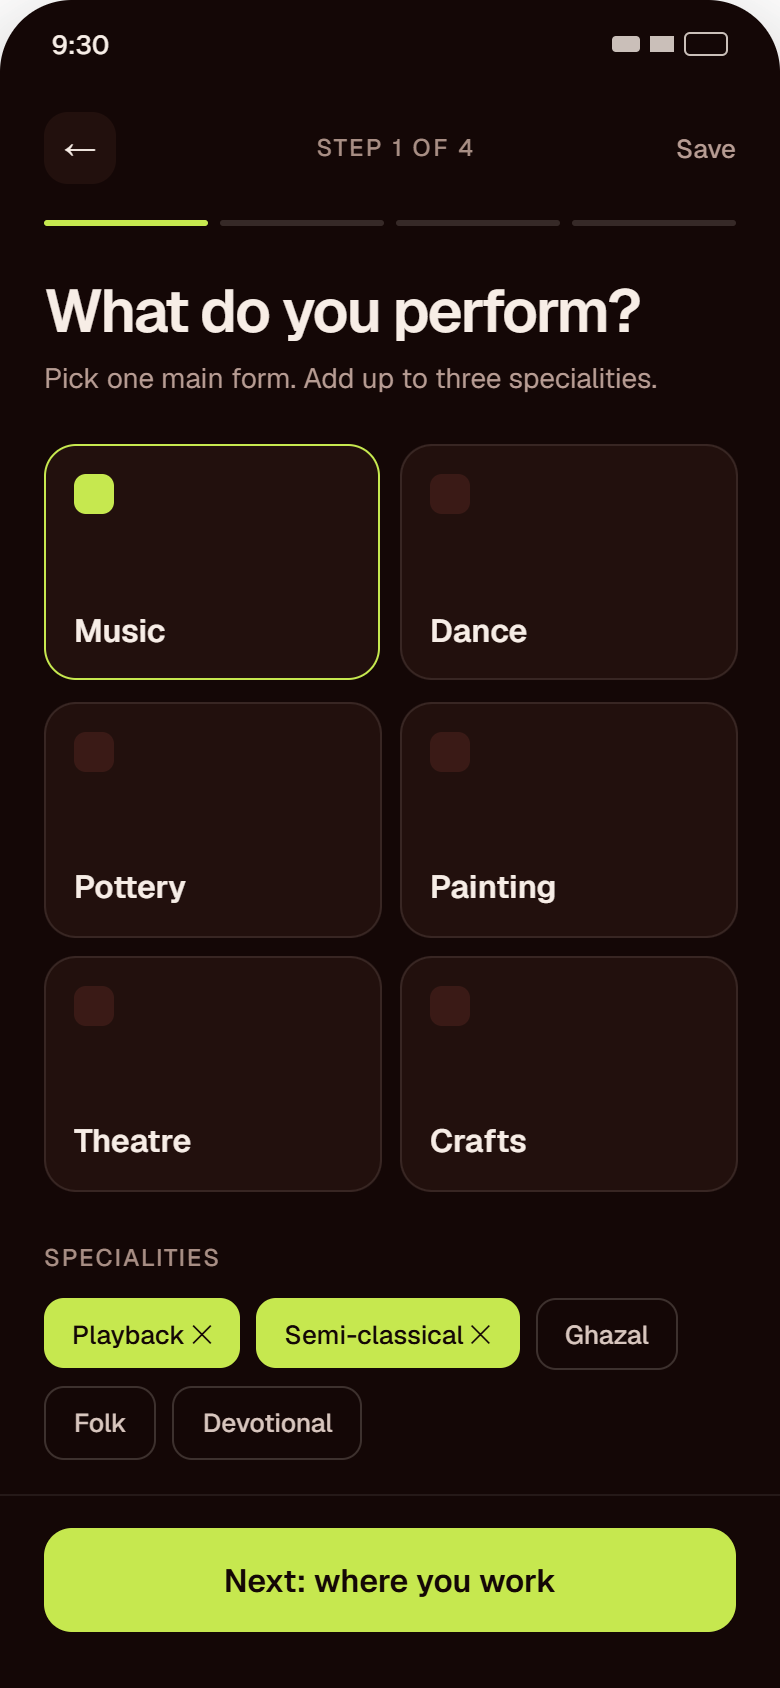 9:30
← STEP 1 OF 4 Save
What do you perform?
Pick one main form. Add up to three specialities.
Music Dance
Pottery Painting
Theatre Crafts
SPECIALITIES
Playback × Semi-classical × Ghazal
Folk Devotional
Next: where you work